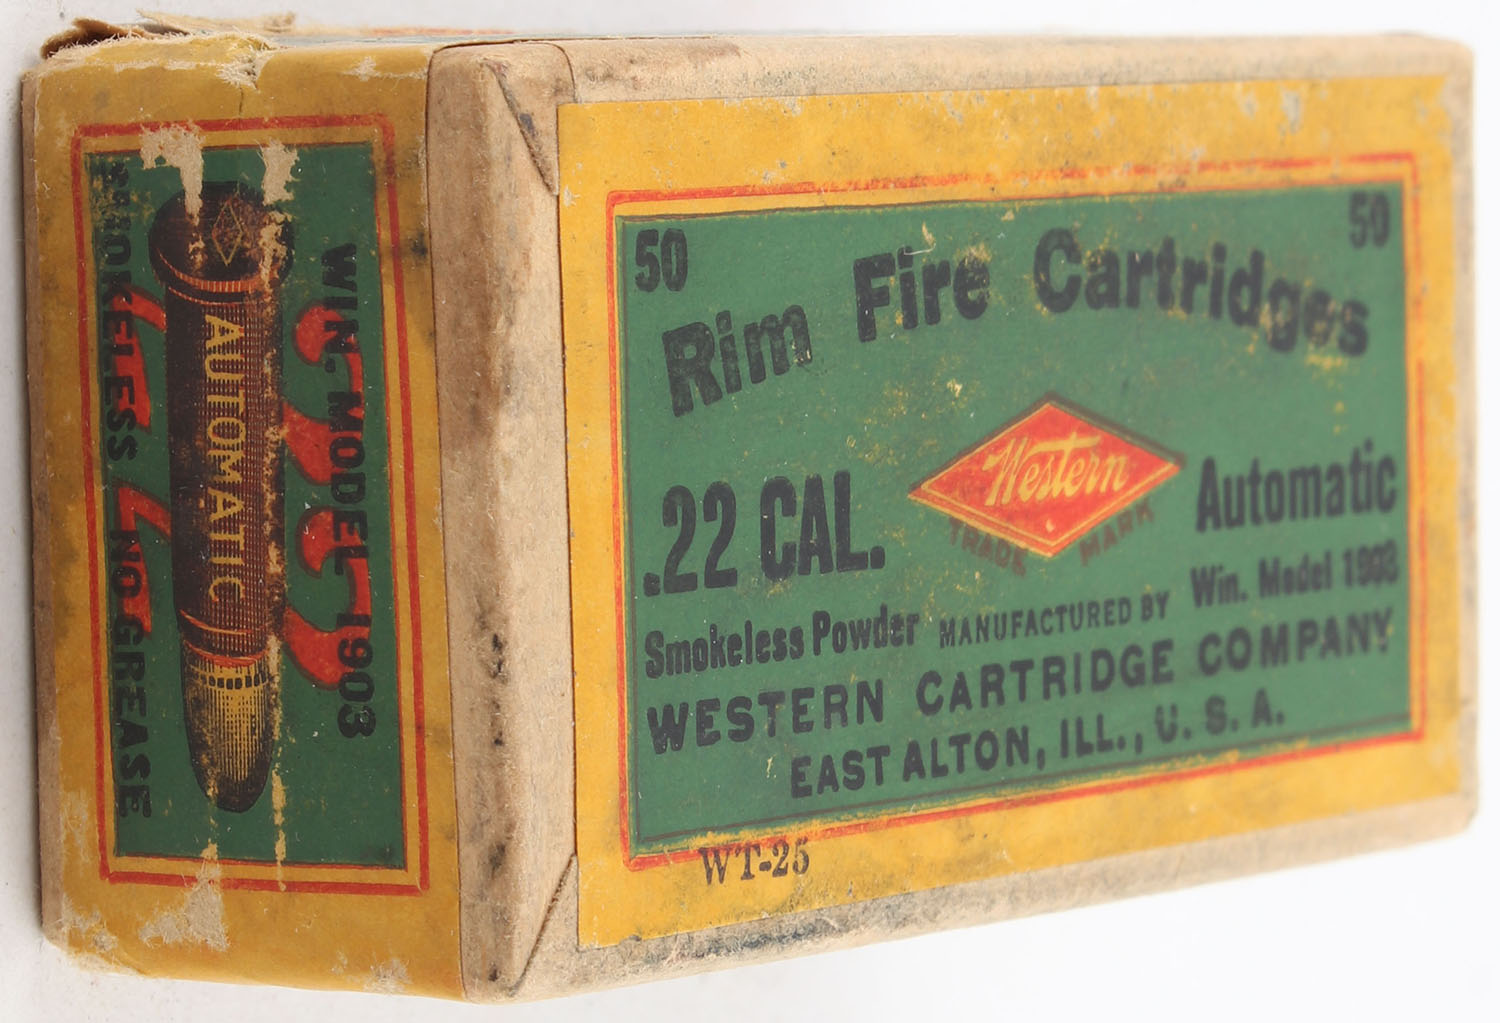 50 50
Rim Fire Cartridges
Western
TRADE MARK
.22 CAL. Automatic
Smokeless Powder Win. Model 1903
MANUFACTURED BY
WESTERN CARTRIDGE COMPANY
EAST ALTON, ILL., U. S. A.
WT-25
WIN. MODEL 1903
22
AUTOMATIC
SMOKELESS NO GREASE